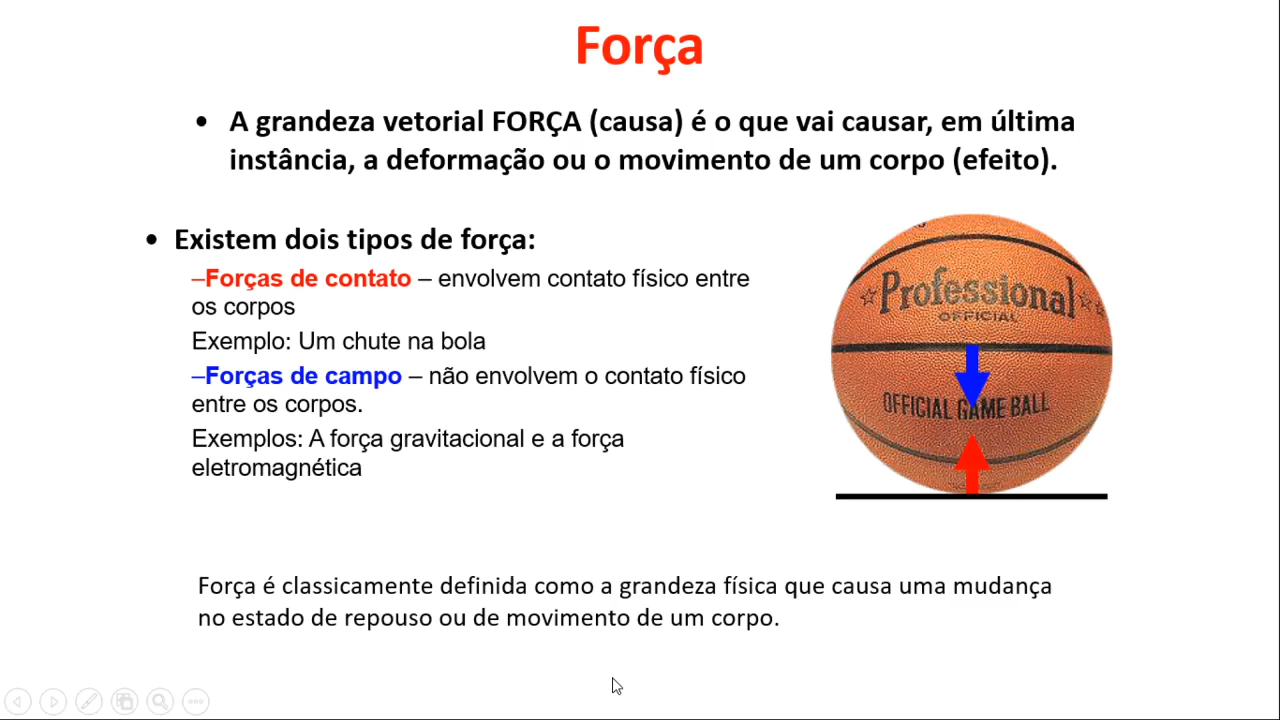 Força
• A grandeza vetorial FORÇA (causa) é o que vai causar, em última
instância, a deformação ou o movimento de um corpo (efeito).
• Existem dois tipos de força:
–Forças de contato – envolvem contato físico entre
os corpos
Exemplo: Um chute na bola
–Forças de campo – não envolvem o contato físico
entre os corpos.
Exemplos: A força gravitacional e a força
eletromagnética
Professional
OFFICIAL
OFFICIAL GAME BALL
Força é classicamente definida como a grandeza física que causa uma mudança
no estado de repouso ou de movimento de um corpo.